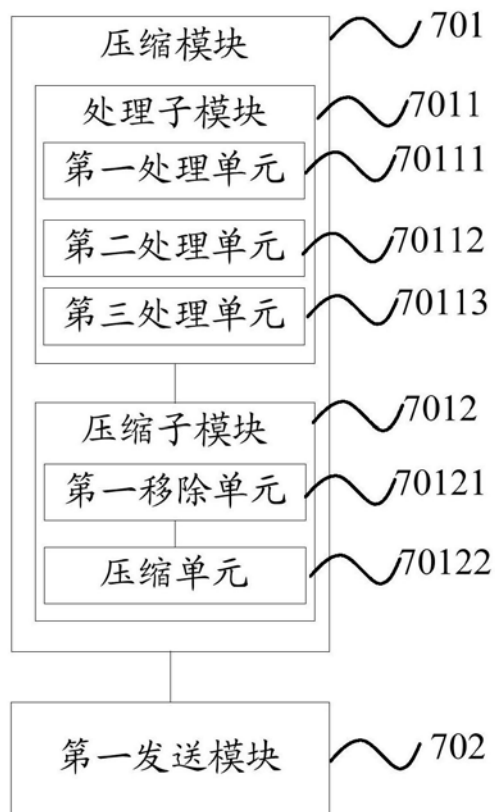 压缩模块 701
处理子模块 7011
第一处理单元 70111
第二处理单元 70112
第三处理单元 70113
压缩子模块 7012
第一移除单元 70121
压缩单元 70122
第一发送模块 702